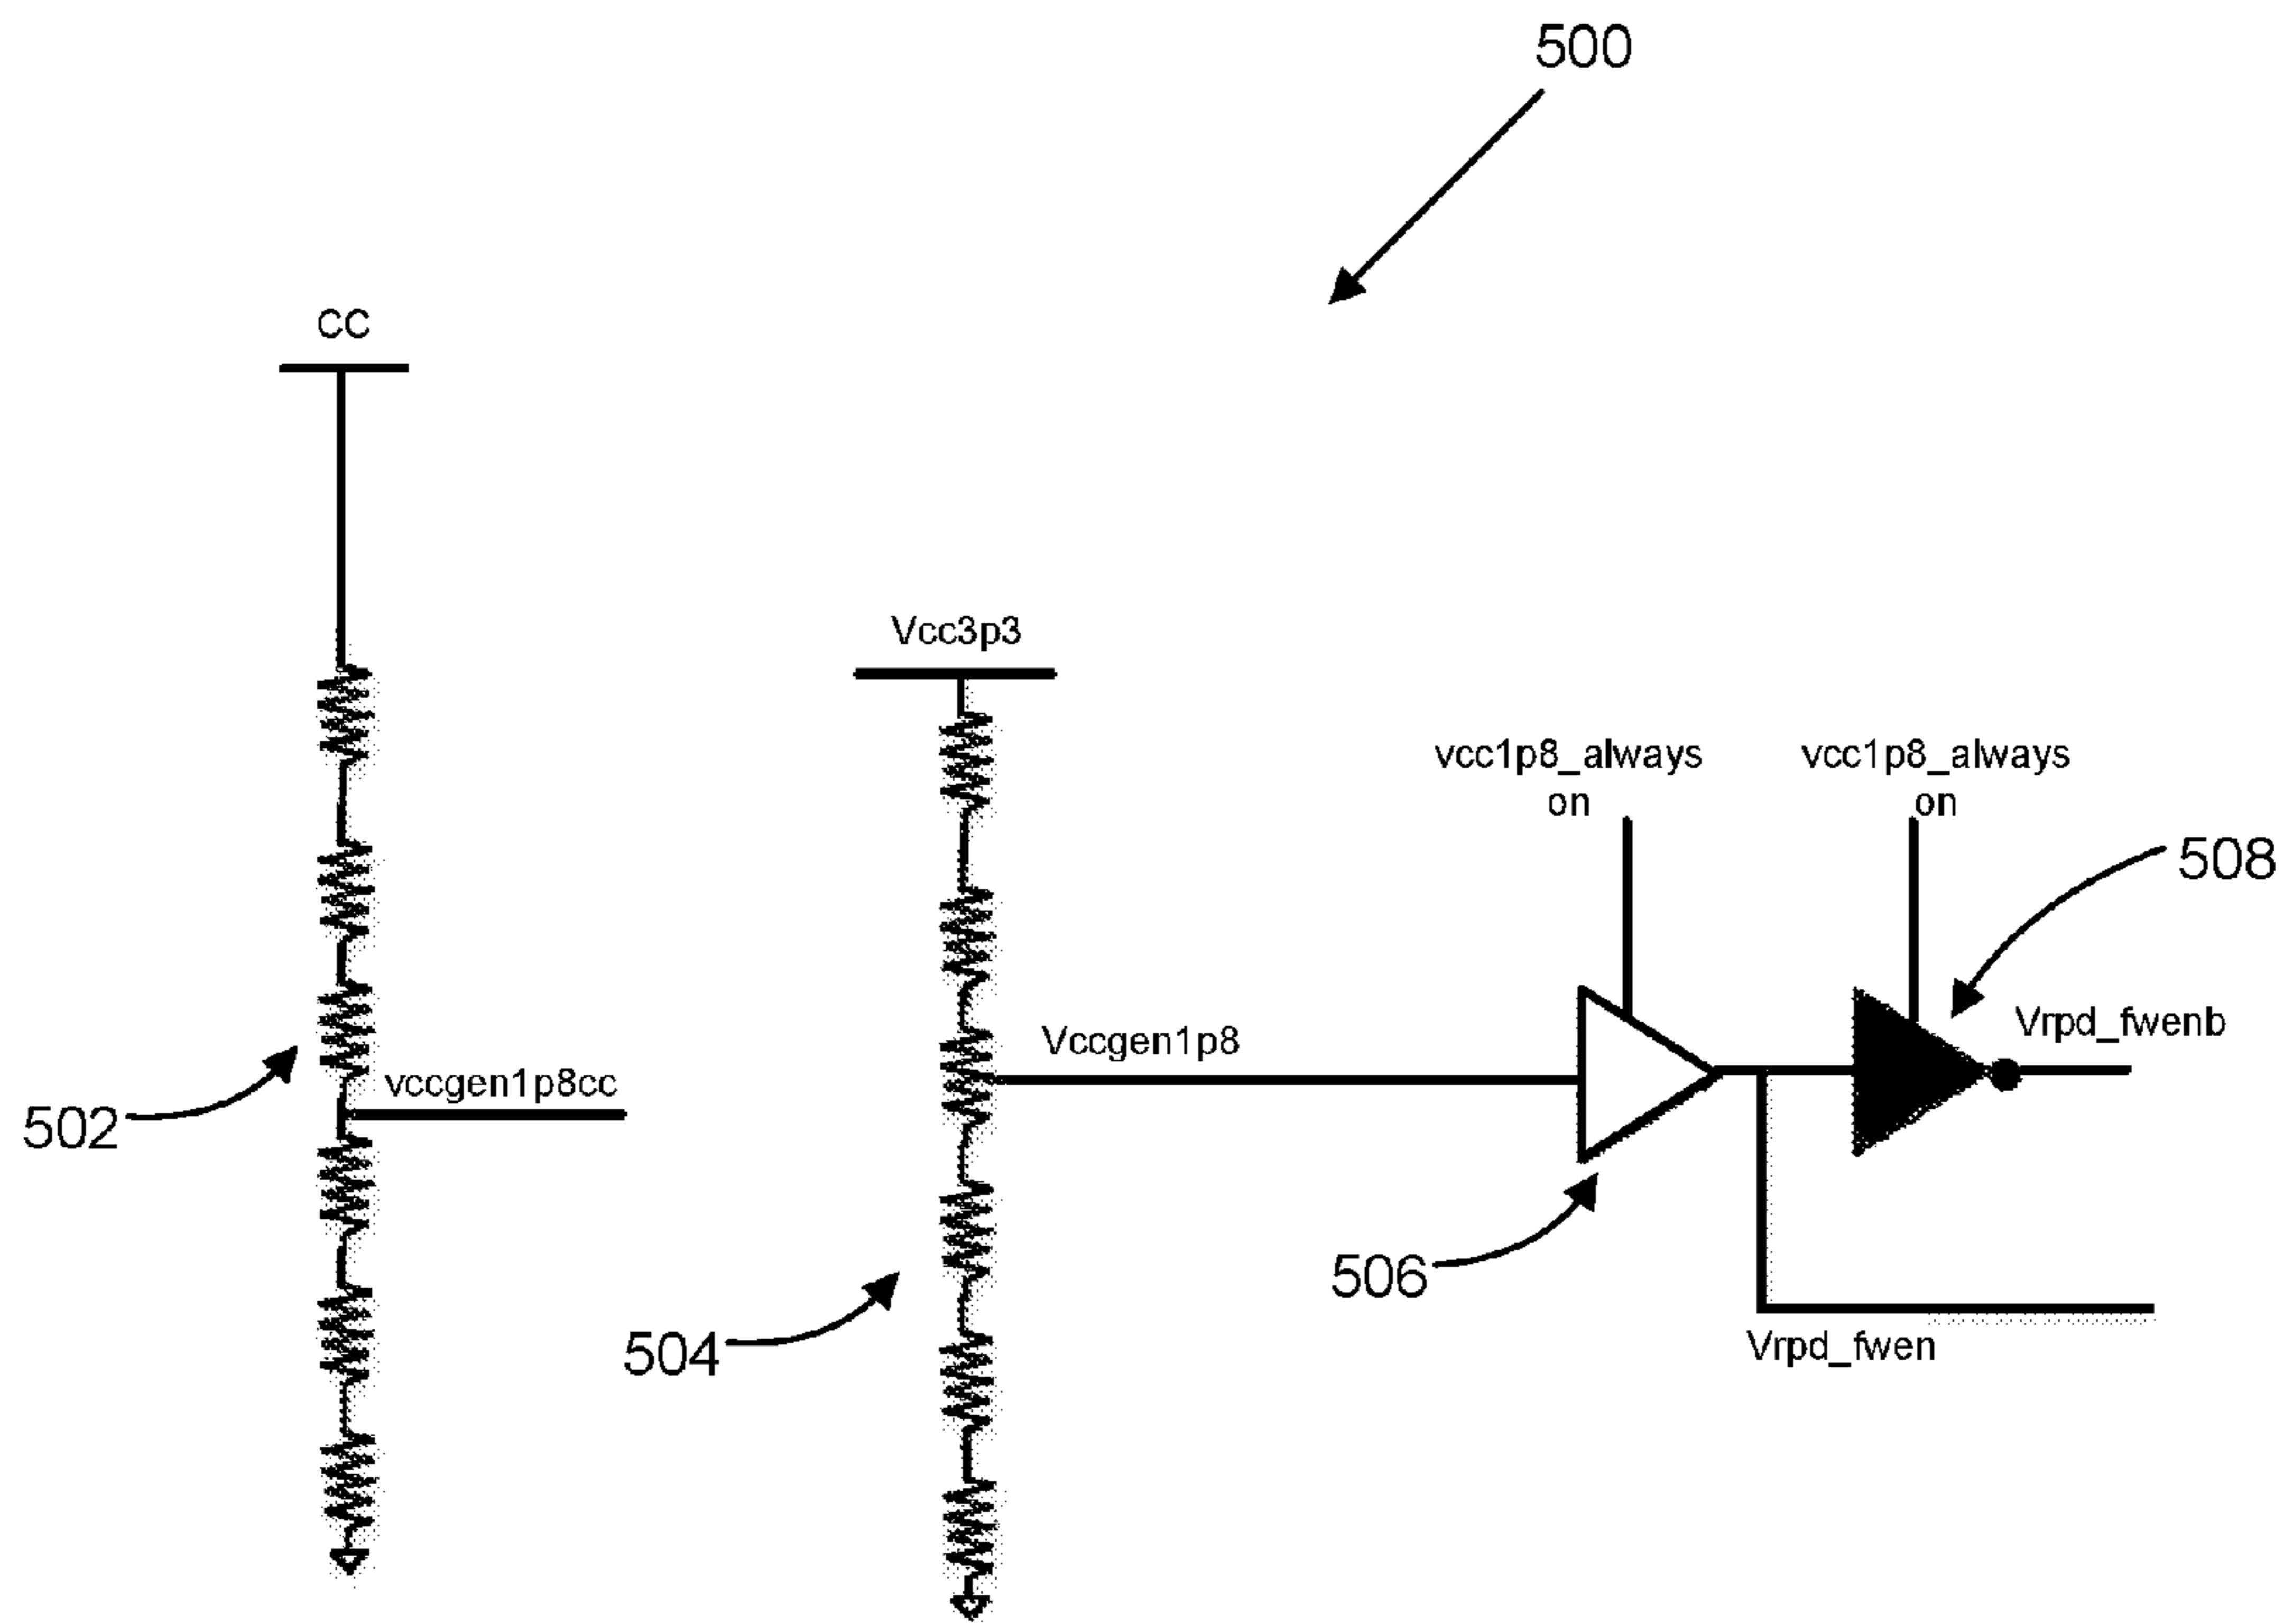 500
CC
Vcc3p3
vcc1p8_always
on
vcc1p8_always
on
508
Vccgen1p8
Vrpd_fwenb
vccgen1p8cc
502
506
504
Vrpd_fwen